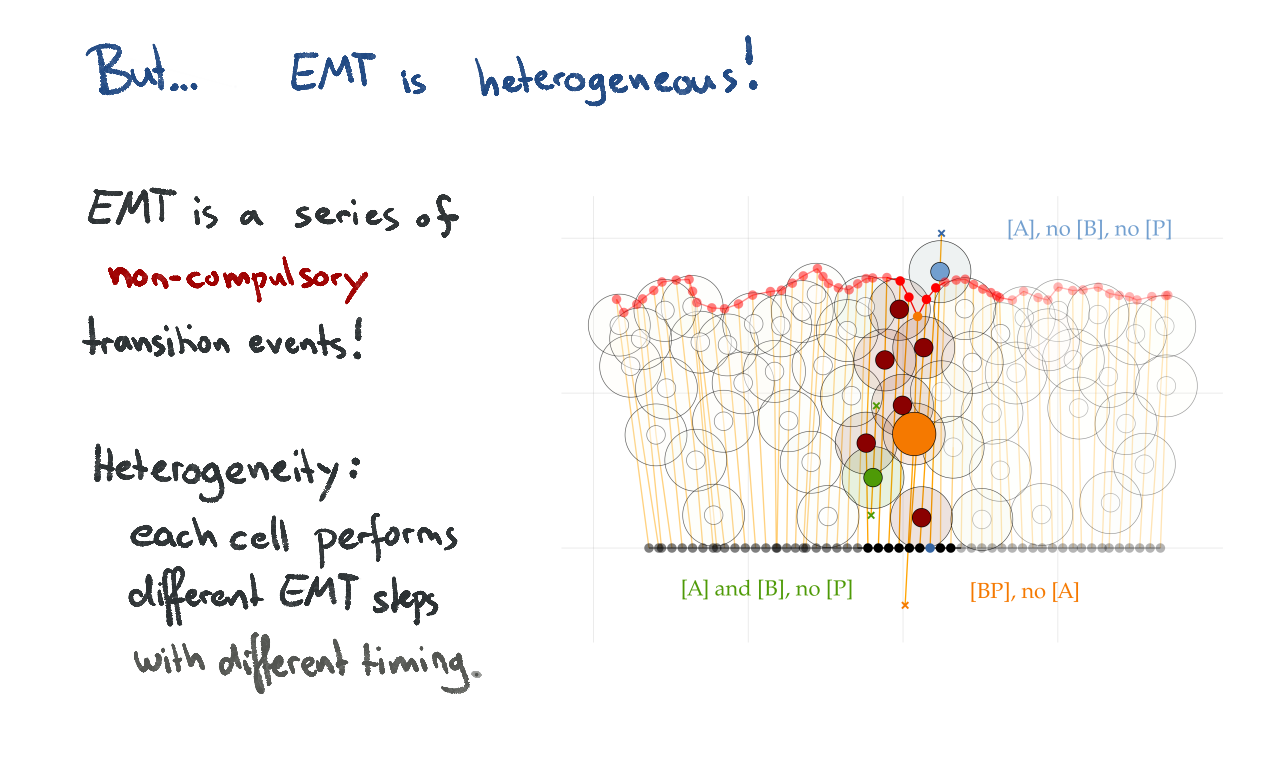 But... EMT is heterogeneous!
EMT is a series of
non-compulsory
transition events!
Heterogeneity:
each cell performs
different EMT steps
with different timing.
[A], no [B], no [P]
[A] and [B], no [P]
[BP], no [A]